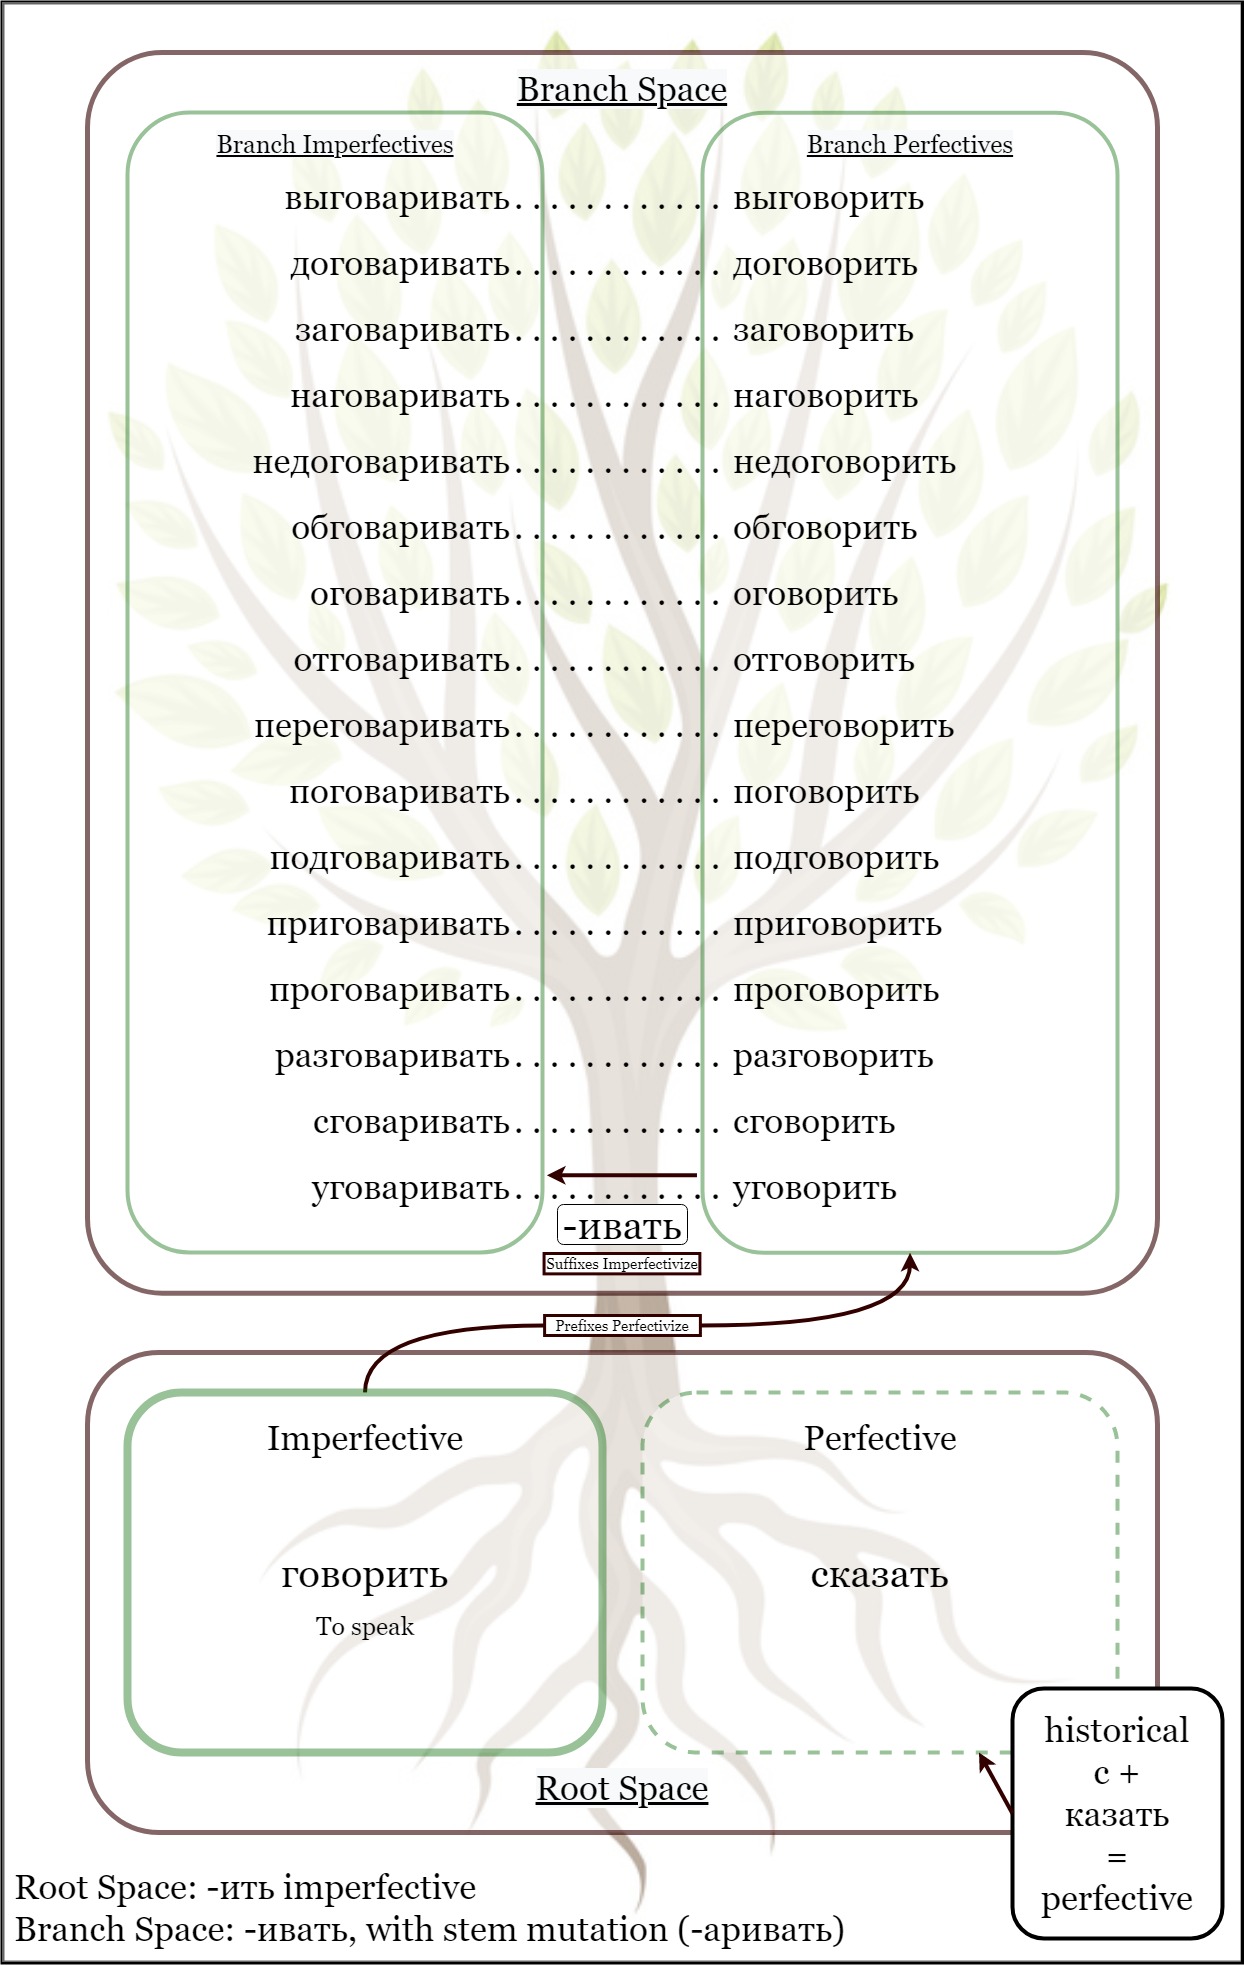 Branch Space
Branch Imperfectives Branch Perfectives
выговаривать............ выговорить
договаривать............ договорить
заговаривать............ заговорить
наговаривать............ наговорить
недоговаривать............ недоговорить
обговаривать............ обговорить
оговаривать............ оговорить
отговаривать............ отговорить
переговаривать............ переговорить
поговаривать............ поговорить
подговаривать............ подговорить
приговаривать............ приговорить
проговаривать............ проговорить
разговаривать............ разговорить
сговаривать............ сговорить
уговаривать............ уговорить
-ивать
Suffixes Imperfectivize
Prefixes Perfectivize
Imperfective Perfective
говорить сказать
To speak
Root Space
historical
с +
казать
=
perfective
Root Space: -ить imperfective
Branch Space: -ивать, with stem mutation (-аривать)